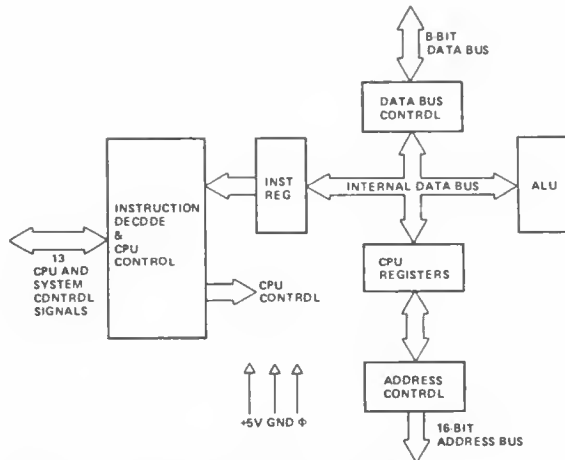 8-BIT
DATA BUS
DATA BUS
CONTROL
INST
REG
INTERNAL DATA BUS
ALU
INSTRUCTION
DECODE
&
CPU
CONTROL
13
CPU AND
SYSTEM
CONTROL
SIGNALS
CPU
CONTROL
CPU
REGISTERS
+5V GND Φ
ADDRESS
CONTROL
16-BIT
ADDRESS BUS